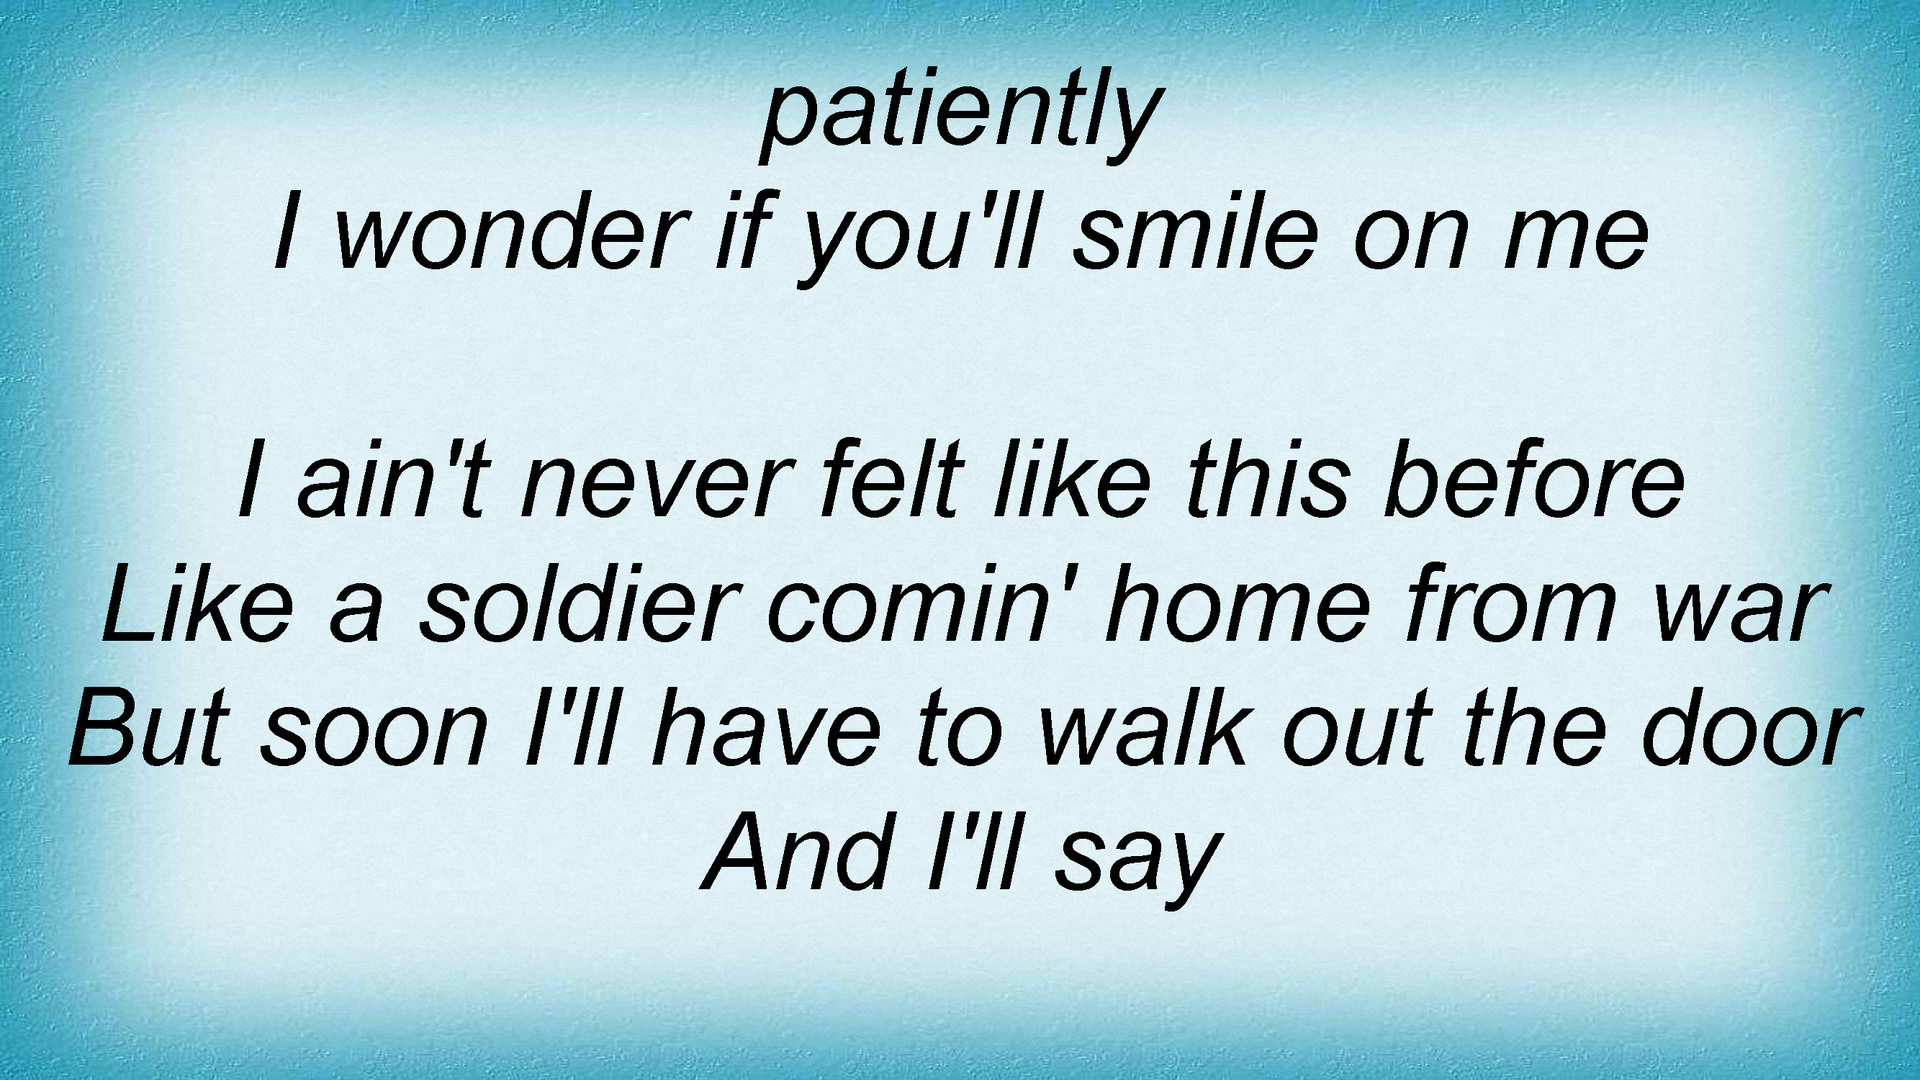 patiently
I wonder if you'll smile on me
I ain't never felt like this before
Like a soldier comin' home from war
But soon I'll have to walk out the door
And I'll say